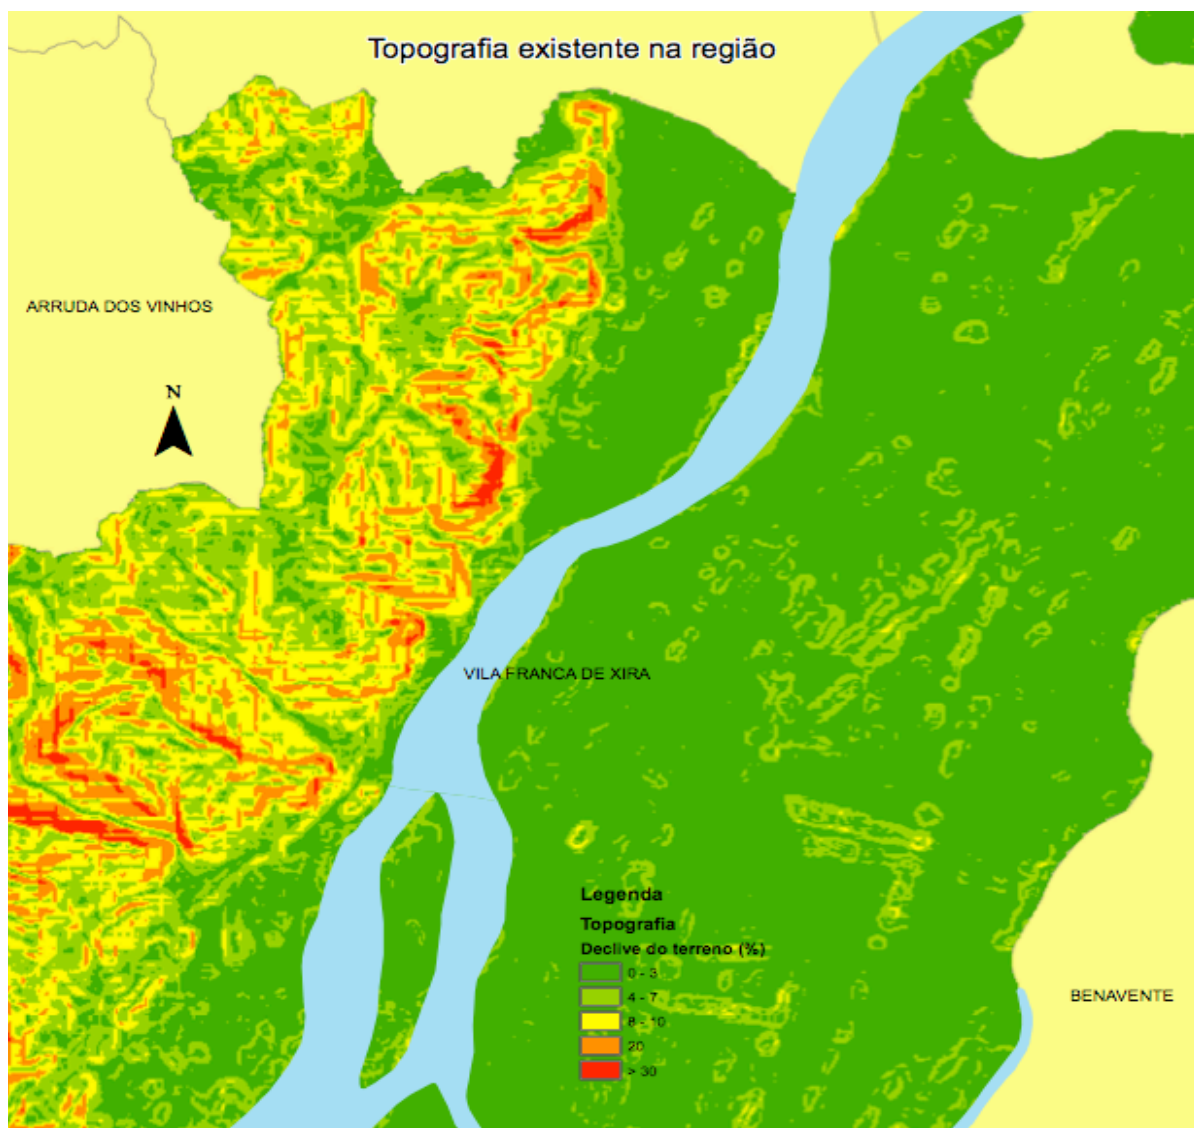 Topografia existente na região
ARRUDA DOS VINHOS
N
VILA FRANCA DE XIRA
Legenda
Topografia
Declive do terreno (%)
0 - 3
4 - 7
8 - 10
20
> 30
BENAVENTE